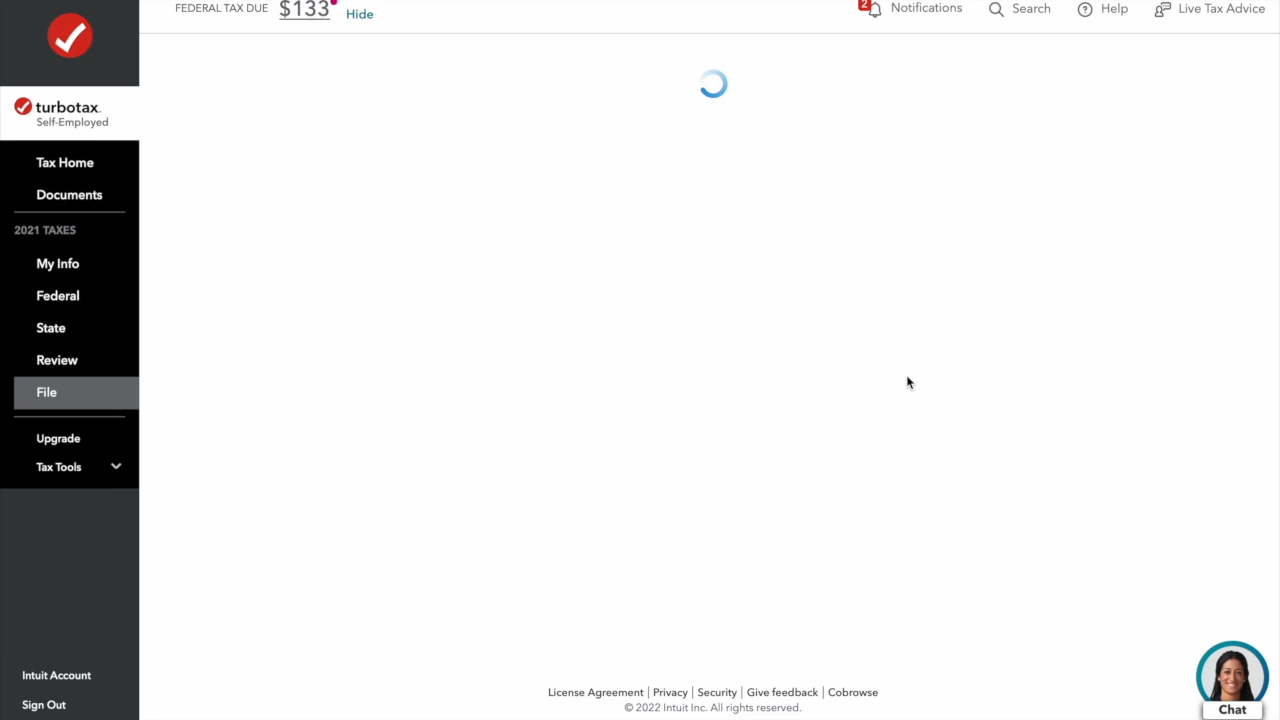 FEDERAL TAX DUE $133 Hide
2 Notifications Search Help Live Tax Advice
turbotax.
Self-Employed
Tax Home
Documents
2021 TAXES
My Info
Federal
State
Review
File
Upgrade
Tax Tools
Intuit Account
Sign Out
License Agreement | Privacy | Security | Give feedback | Cobrowse
© 2022 Intuit Inc. All rights reserved.
Chat